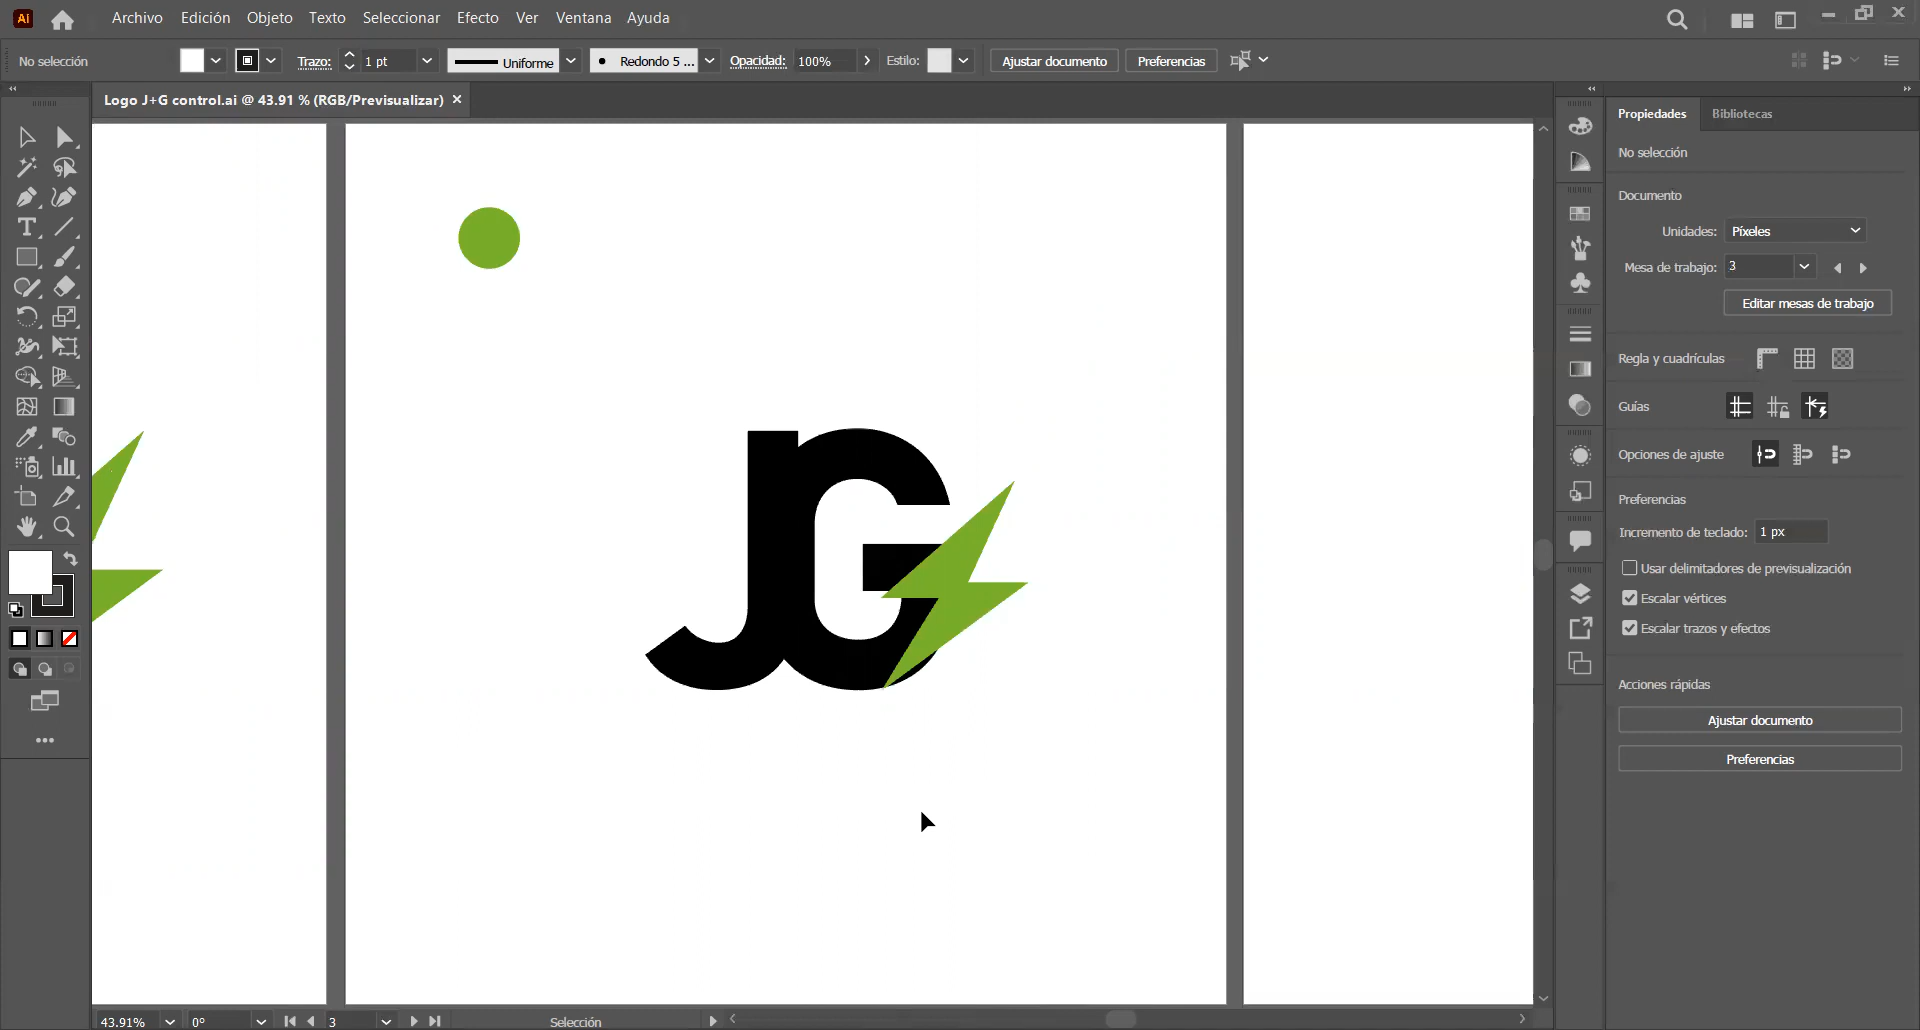 Ai Archivo Edición Objeto Texto Seleccionar Efecto Ver Ventana Ayuda
No selección Trazo: 1 pt Uniforme Redondo 5 ... Opacidad: 100% Estilo: Ajustar documento Preferencias
Logo J+G control.ai @ 43.91 % (RGB/Previsualizar) ×
Propiedades Bibliotecas
No selección
Documento
Unidades: Píxeles
Mesa de trabajo: 3
Editar mesas de trabajo
Regla y cuadrículas
Guías
Opciones de ajuste
Preferencias
Incremento de teclado: 1 px
Usar delimitadores de previsualización
Escalar vértices
Escalar trazos y efectos
Acciones rápidas
Ajustar documento
Preferencias
JG
43.91% 0° 3 Selección